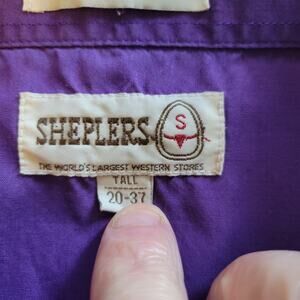 SHEPLERS
S
THE WORLD'S LARGEST WESTERN STORES
TALL
20-37